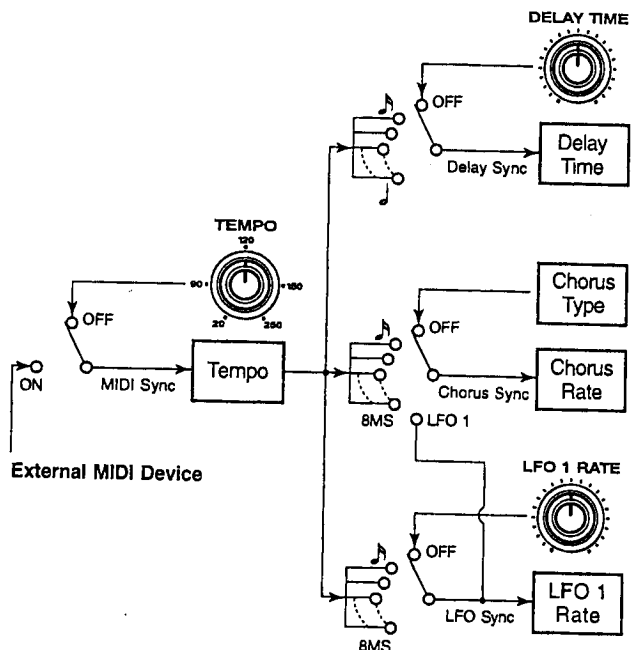 DELAY TIME
OFF
Delay Sync
Delay
Time
TEMPO
120
90
150
20
250
OFF
ON
MIDI Sync
Tempo
External MIDI Device
Chorus
Type
OFF
Chorus Sync
Chorus
Rate
8MS
LFO 1
LFO 1 RATE
OFF
LFO Sync
LFO 1
Rate
8MS